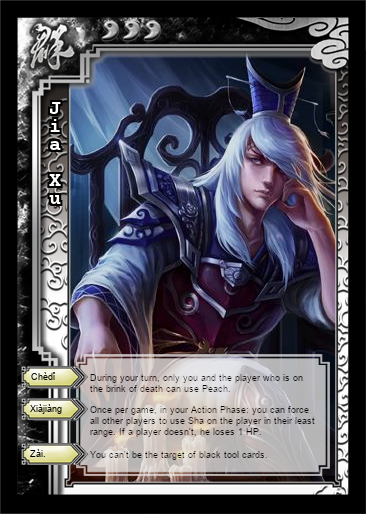 群
Jia Xu
Chèdǐ
During your turn, only you and the player who is on
the brink of death can use Peach.
Xiàjiàng
Once per game, in your Action Phase: you can force
all other players to use Sha on the player in their least
range. If a player doesn't, he loses 1 HP.
Zài.
You can't be the target of black tool cards.